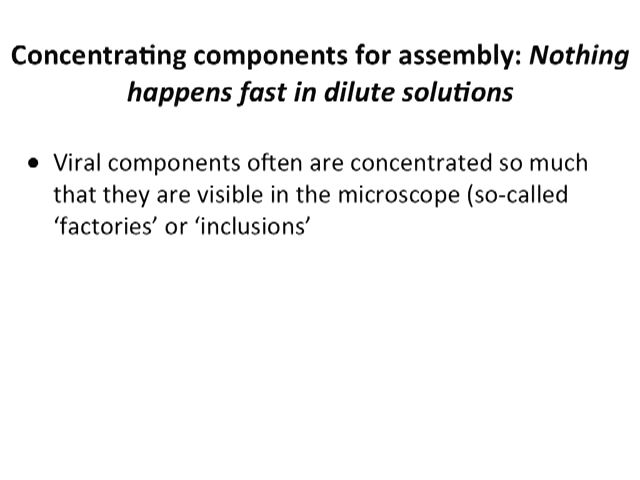 Concentrating components for assembly: Nothing
happens fast in dilute solutions
• Viral components often are concentrated so much
that they are visible in the microscope (so-called
‘factories’ or ‘inclusions’